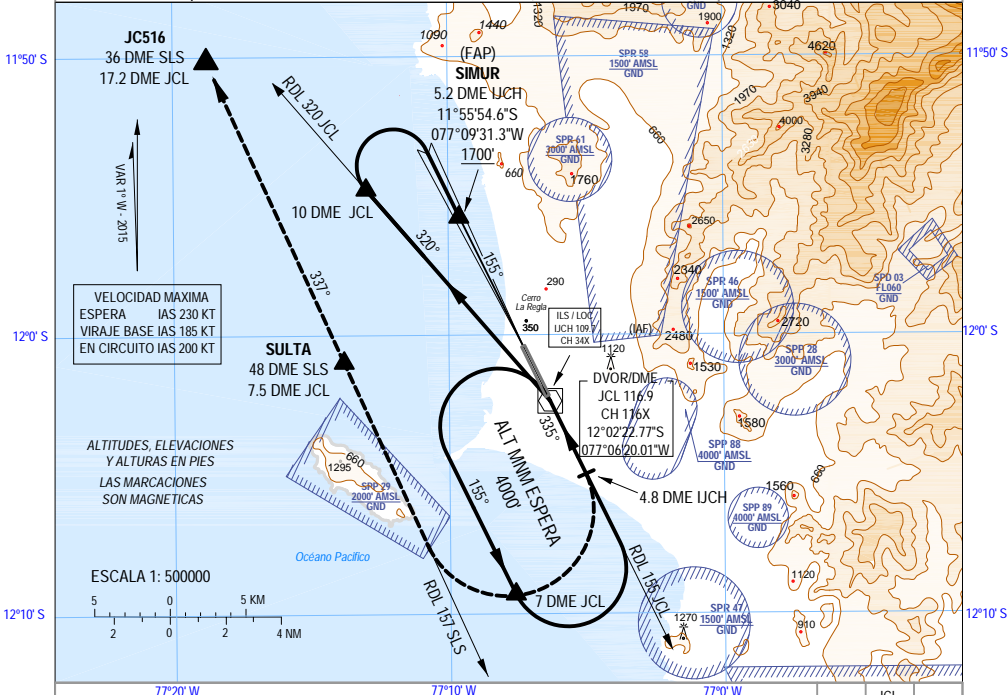 JC516
36 DME SLS
17.2 DME JCL
11°50' S
RDL 320 JCL
VAR 1º W - 2015
1090
1440
(FAP)
SIMUR
5.2 DME IJCH
11°55'54.6"S
077°09'31.3"W
1700'
660
1320
1970
GND
1900
1320
3040
4620
SPR 58
1500' AMSL
GND
1970
3940
4000
3280
660
SPR 61
3000' AMSL
GND
1760
10 DME JCL
320°
155°
2650
337°
VELOCIDAD MAXIMA
ESPERA IAS 230 KT
VIRAJE BASE IAS 185 KT
EN CIRCUITO IAS 200 KT
290
Cerro
La Regla
350
ILS / LOC
IJCH 109.7
CH 34X
2340
SPR 46
1500' AMSL
GND
SPD 03
FL060
GND
12°0' S
12°0' S
(IAF)
2480
2720
SULTA
48 DME SLS
7.5 DME JCL
1120
1530
SPP 28
3000' AMSL
GND
DVOR/DME
JCL 116.9
CH 116X
12°02'22.77"S
077°06'20.01"W
335°
1580
SPP 88
4000' AMSL
GND
ALTITUDES, ELEVACIONES
Y ALTURAS EN PIES
LAS MARCACIONES
SON MAGNETICAS
660
1295
SPP 29
2000' AMSL
GND
155°
ALT MNM ESPERA
4000'
4.8 DME IJCH
1560
660
SPP 89
4000' AMSL
GND
Océano Pacifico
ESCALA 1: 500000
5 0 5 KM
2 0 2 4 NM
RDL 157 SLS
7 DME JCL
RDL 155 JCL
1120
SPR 47
1500' AMSL
GND
1270
910
12°10' S
12°10' S
77°20' W
77°10' W
77°0' W
JCL